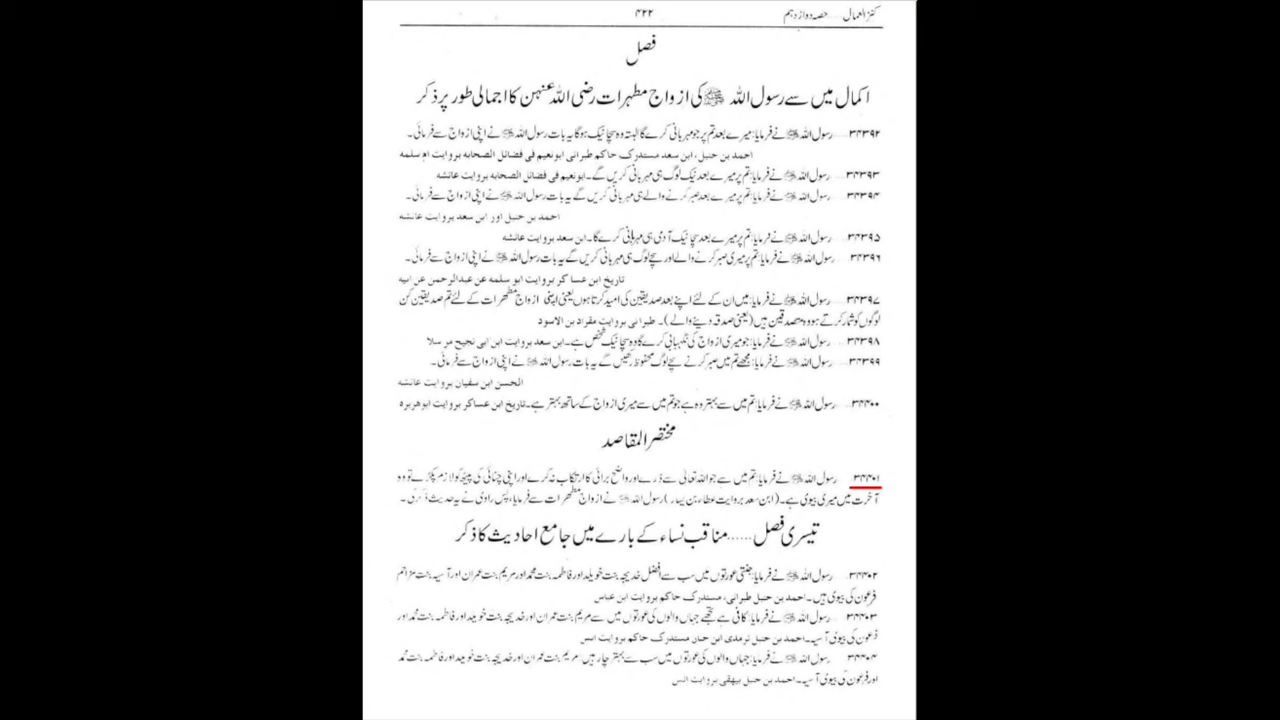 کنز العمال ..... حصہ دوازدہم
۴۲۲
فصل
اکمال میں سے رسول اللہ ﷺ کی ازواج مطہرات رضی اللہ عنہن کا اجمالی طور پر ذکر
۳۴۳۹۲ ..... رسول اللہ ﷺ نے فرمایا: میرے بعد تم پر جو مہربانی کرے گا البتہ وہ سچا نیک ہوگا یہ بات رسول اللہ ﷺ نے اپنی ازواج سے فرمائی۔
احمد بن حنبل، ابن سعد مستدرک حاکم طبرانی ابونعیم فی فضائل الصحابہ بروایت ام سلمہ
۳۴۳۹۳ ..... رسول اللہ ﷺ نے فرمایا: تم پر میرے بعد نیک لوگ ہی مہربانی کریں گے۔ ابونعیم فی فضائل الصحابہ بروایت عائشہ
۳۴۳۹۴ ..... رسول اللہ ﷺ نے فرمایا: تم پر میرے بعد صبر کرنے والے ہی مہربانی کریں گے یہ بات رسول اللہ ﷺ نے اپنی ازواج سے فرمائی۔
احمد بن حنبل اور ابن سعد بروایت عائشہ
۳۴۳۹۵ ..... رسول اللہ ﷺ نے فرمایا: تم پر میرے بعد سچا نیک آدمی ہی مہربانی کرے گا۔ ابن سعد بروایت عائشہ
۳۴۳۹۶ ..... رسول اللہ ﷺ نے فرمایا: تم پر میری صبر کرنے والے اور سچے لوگ ہی مہربانی کریں گے یہ بات رسول اللہ ﷺ نے اپنی ازواج سے فرمائی۔
تاریخ ابن عساکر بروایت ابو سلمہ عن عبدالرحمن عن ابیہ
۳۴۳۹۷ ..... رسول اللہ ﷺ نے فرمایا: میں ان کے لئے اپنے بعد صدیقین کی امید کرتا ہوں یعنی اپنی ازواج مطہرات کے لئے تم صدیقین کن
لوگوں کو شمار کرتے ہو وہ متصدقین ہیں (یعنی صدقہ دینے والے)۔ طبرانی بروایت مقراد بن الاسود
۳۴۳۹۸ ..... رسول اللہ ﷺ نے فرمایا: جو میری ازواج کی نگہبانی کرے گا وہ سچا نیک شخص ہے۔ ابن سعد بروایت ابن ابی نجیح مرسلا
۳۴۳۹۹ ..... رسول اللہ ﷺ نے فرمایا: مجھے تم میں صبر کرنے سچے لوگ محفوظ رکھیں گے یہ بات رسول اللہ ﷺ نے اپنی ازواج سے فرمائی۔
الحسن ابن سفیان بروایت عائشہ
۳۴۴۰۰ ..... رسول اللہ ﷺ نے فرمایا: تم میں سے بہتر وہ ہے جو تم میں سے میری ازواج کے ساتھ بہتر ہے۔ تاریخ ابن عساکر بروایت ابوھریرہ
مختصر المقاصد
۳۴۴۰۱ ..... رسول اللہ ﷺ نے فرمایا: تم میں سے جو اللہ تعالی سے ڈرے اور واضح برائی کا ارتکاب نہ کرے اور اپنی چٹائی کی پیٹھ کو لازم پکڑے تو وہ
آخرت میں میری بیوی ہے۔ (ابن سعد بروایت عطاء بن یسار) رسول اللہ ﷺ نے ازواج مطہرات سے فرمایا، پس راوی نے یہ حدیث ذکر کی۔
تیسری فصل ...... مناقب نساء کے بارے میں جامع احادیث کا ذکر
۳۴۴۰۲ ..... رسول اللہ ﷺ نے فرمایا: جنتی عورتوں میں سب سے افضل خدیجہ بنت خویلد اور فاطمہ بنت محمد اور مریم بنت عمران اور آسیہ بنت مزاحم
فرعون کی بیوی ہیں۔ احمد بن حنبل طبرانی، مستدرک حاکم بروایت ابن عباس
۳۴۴۰۳ ..... رسول اللہ ﷺ نے فرمایا: کافی ہے تجھے جہاں والوں کی عورتوں میں سے مریم بنت عمران اور خدیجہ بنت خویلد اور فاطمہ بنت محمد اور
فرعون کی بیوی آسیہ۔ احمد بن حنبل ترمذی ابن حبان مستدرک حاکم بروایت انس
۳۴۴۰۴ ..... رسول اللہ ﷺ نے فرمایا: جہاں والوں کی عورتوں میں سب سے بہتر چار ہیں: مریم بنت عمران اور خدیجہ بنت خویلد اور فاطمہ بنت محمد
اور فرعون کی بیوی آسیہ۔ احمد بن حنبل بیھقی بروایت انس